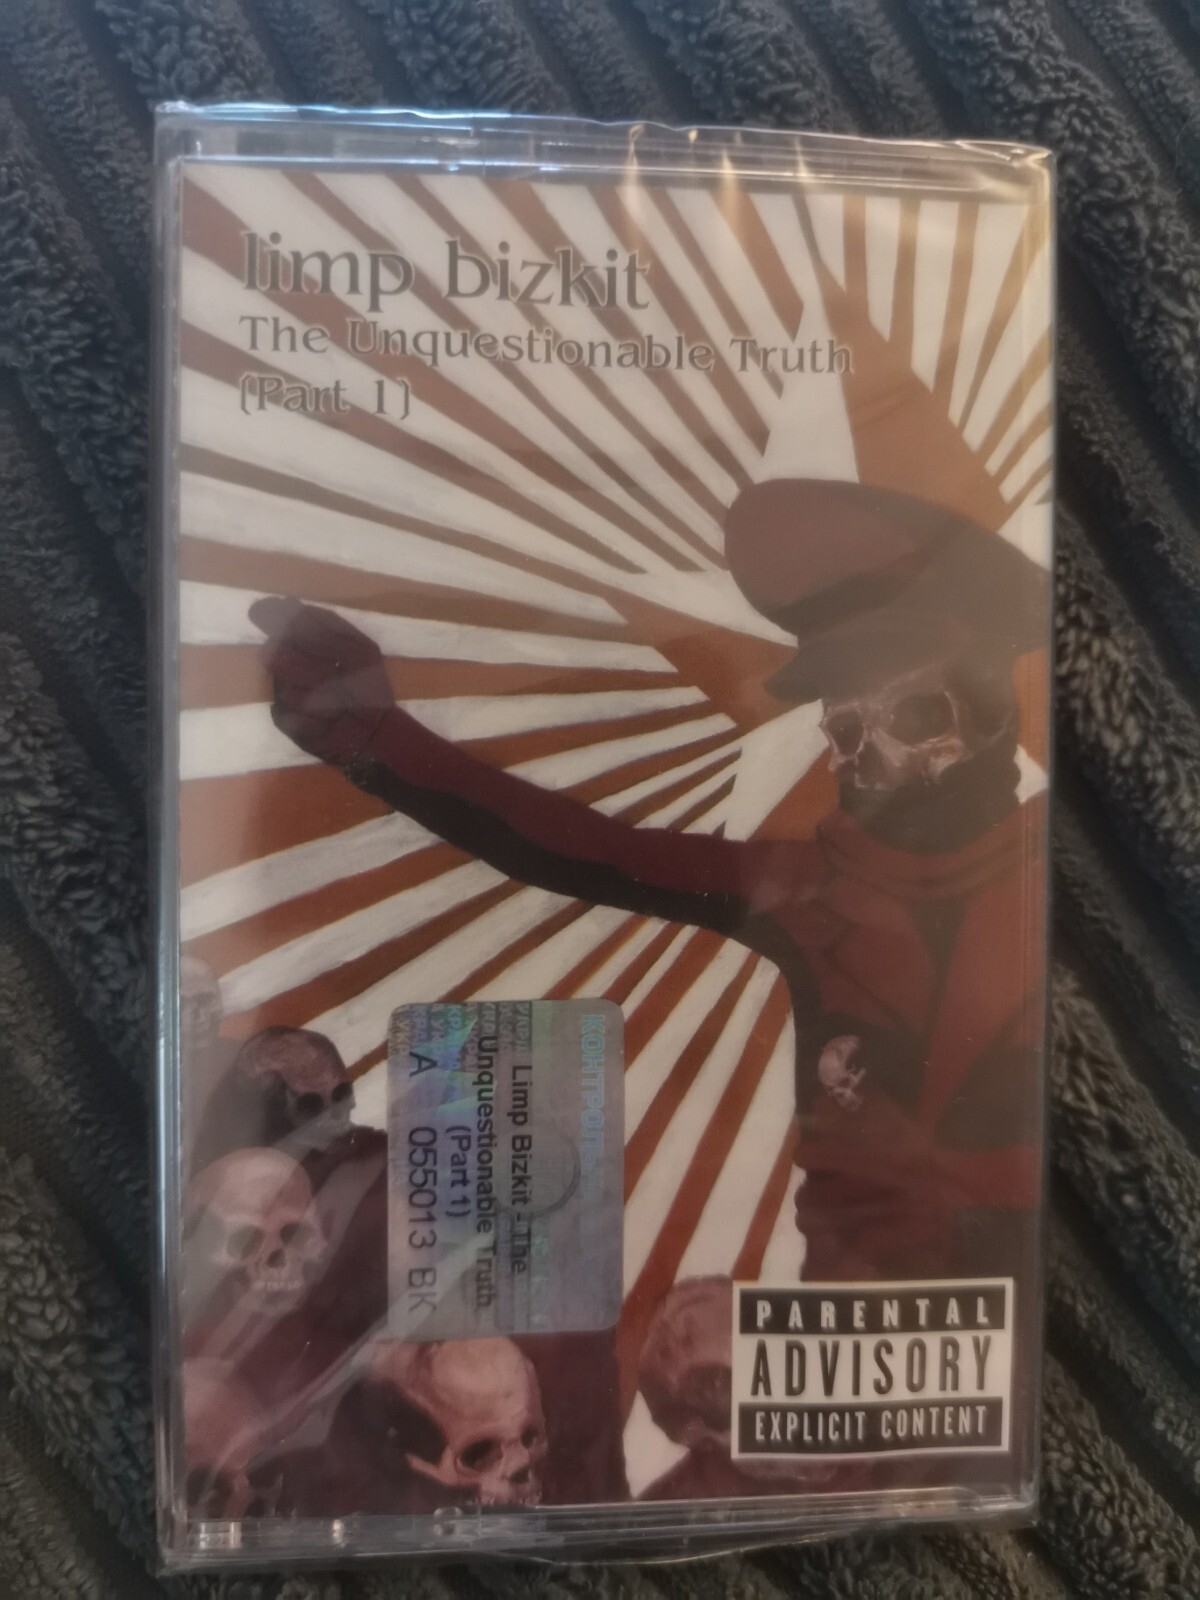 limp bizkit
The Unquestionable Truth
(Part 1)
Limp Bizkit - The
Unquestionable Truth
(Part 1)
A 055013 BK
PARENTAL
ADVISORY
EXPLICIT CONTENT